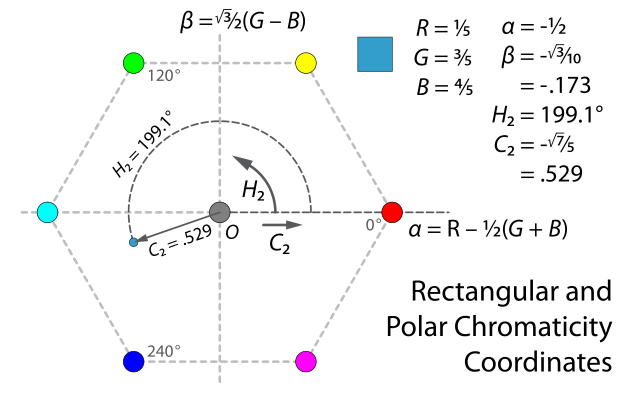 β = √3⁄2(G – B)
R = ⅕
G = ⅗
B = ⅘
α = -½
β = -√3⁄10
= -.173
H₂ = 199.1°
C₂ = -√7⁄5
= .529
120°
H₂ = 199.1°
H₂
C₂ = .529
O
C₂
0°
α = R – ½(G + B)
240°
Rectangular and
Polar Chromaticity
Coordinates